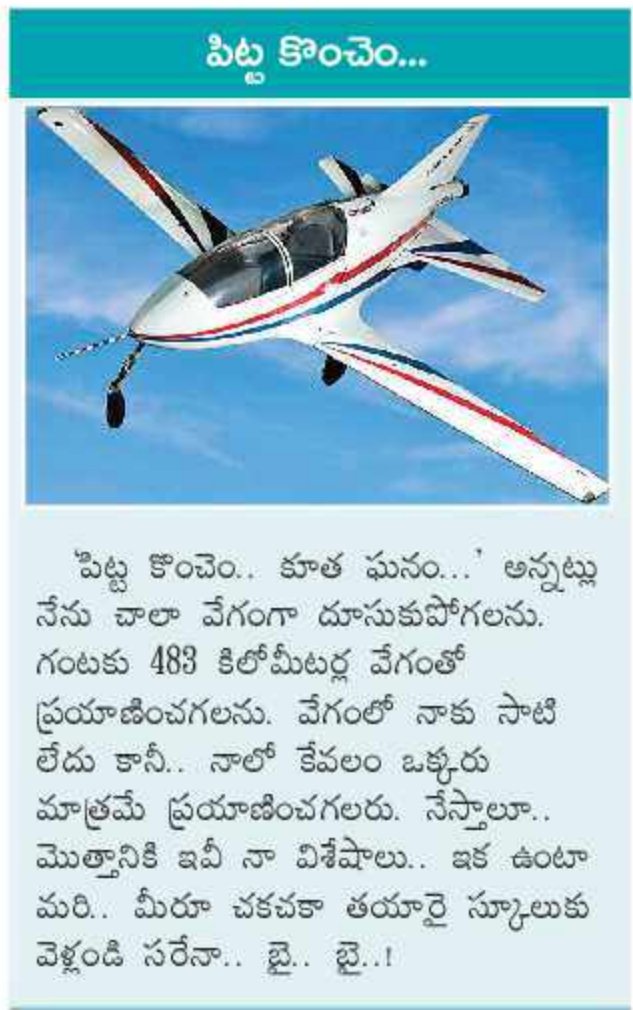 పిట్ట కొంచెం...
'పిట్ట కొంచెం.. కూత ఘనం...' అన్నట్లు
నేను చాలా వేగంగా దూసుకుపోగలను.
గంటకు 483 కిలోమీటర్ల వేగంతో
ప్రయాణించగలను. వేగంలో నాకు సాటి
లేదు కానీ.. నాలో కేవలం ఒక్కరు
మాత్రమే ప్రయాణించగలరు. నేస్తాలూ..
మొత్తానికి ఇవీ నా విశేషాలు.. ఇక ఉంటా
మరి.. మీరూ చకచకా తయారై స్కూలుకు
వెళ్లండి సరేనా.. బై.. బై..!